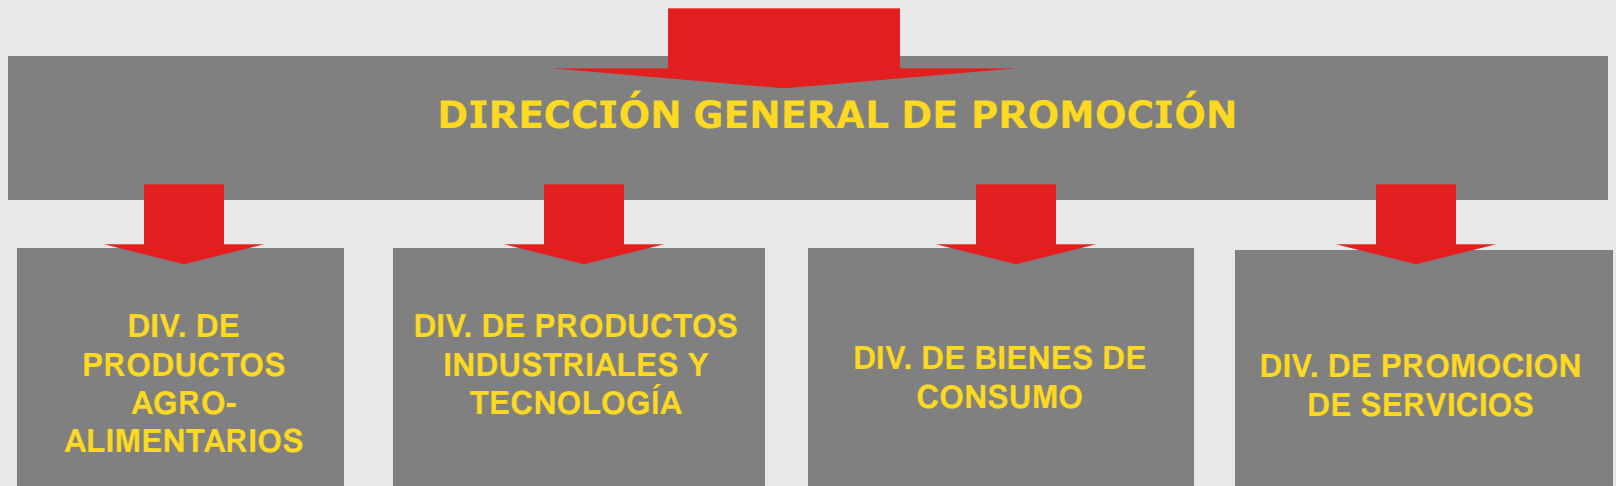 DIRECCIÓN GENERAL DE PROMOCIÓN
DIV. DE
PRODUCTOS
AGRO-
ALIMENTARIOS
DIV. DE PRODUCTOS
INDUSTRIALES Y
TECNOLOGÍA
DIV. DE BIENES DE
CONSUMO
DIV. DE PROMOCION
DE SERVICIOS